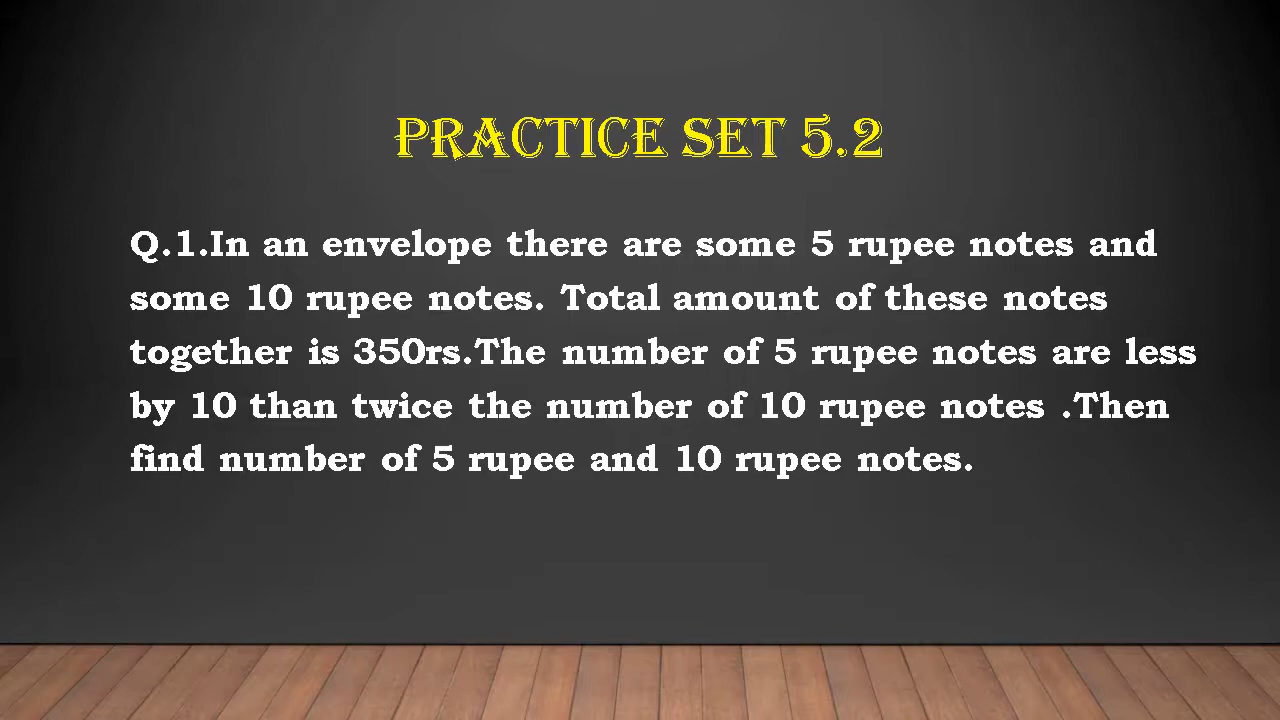 PRACTICE SET 5.2
Q.1.In an envelope there are some 5 rupee notes and
some 10 rupee notes. Total amount of these notes
together is 350rs.The number of 5 rupee notes are less
by 10 than twice the number of 10 rupee notes .Then
find number of 5 rupee and 10 rupee notes.